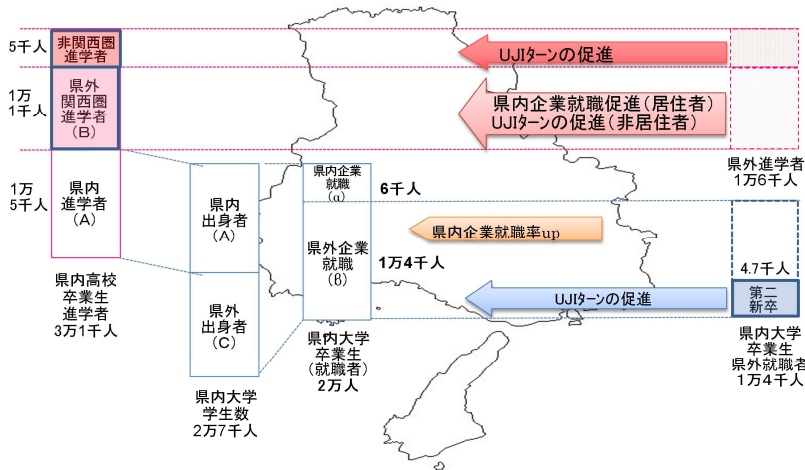 5千人
非関西圏
進学者
1万
1千人
県外
関西圏
進学者
(B)
1万
5千人
県内
進学者
(A)
県内高校
卒業生
進学者
3万1千人
県内
出身者
(A)
県外
出身者
(C)
県内大学
学生数
2万7千人
県内企業
就職
(α)
6千人
県外企業
就職
(β)
1万4千人
県内大学
卒業生
(就職者)
2万人
UJIターンの促進
県内企業就職促進(居住者)
UJIターンの促進(非居住者)
県内企業就職率up
UJIターンの促進
県外進学者
1万6千人
4.7千人
第二
新卒
県内大学
卒業生
県外就職者
1万4千人